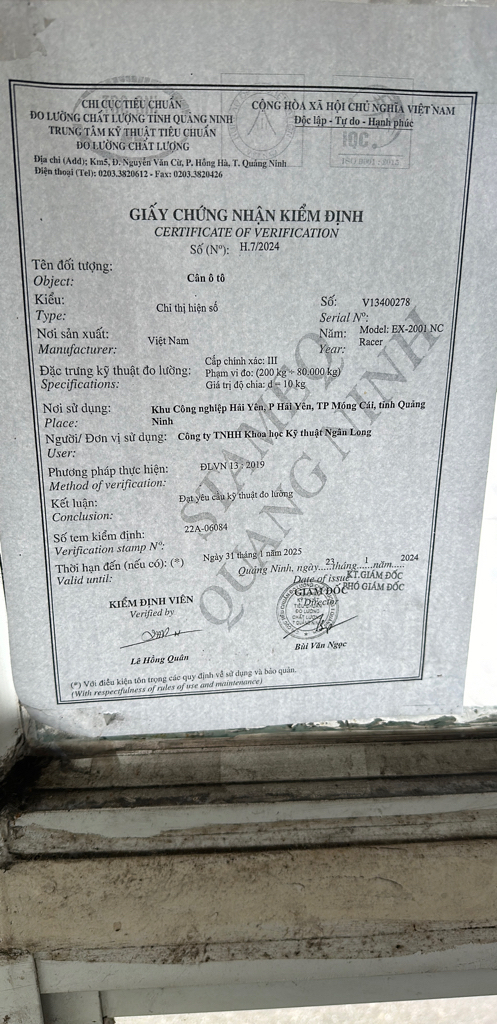 CHI CỤC TIÊU CHUẨN
ĐO LƯỜNG CHẤT LƯỢNG TỈNH QUẢNG NINH
TRUNG TÂM KỸ THUẬT TIÊU CHUẨN
ĐO LƯỜNG CHẤT LƯỢNG
Địa chỉ (Add): Km5, Đ. Nguyễn Văn Cừ, P. Hồng Hà, T. Quảng Ninh
Điện thoại (Tel): 0203.3820612 - Fax: 0203.3820426
CỘNG HÒA XÃ HỘI CHỦ NGHĨA VIỆT NAM
Độc lập - Tự do - Hạnh phúc
IQC
ISO 9001 : 2015
GIẤY CHỨNG NHẬN KIỂM ĐỊNH
CERTIFICATE OF VERIFICATION
Số (Nº): H.7/2024
Tên đối tượng:
Object: Cân ô tô
Kiểu:
Type: Chỉ thị hiện số
Số: V13400278
Serial Nº:
Nơi sản xuất:
Manufacturer: Việt Nam
Năm: Model: EX-2001 NC
Year: Racer
Đặc trưng kỹ thuật đo lường:
Specifications:
Cấp chính xác: III
Phạm vi đo: (200 kg ÷ 80.000 kg)
Giá trị độ chia: d = 10 kg
Nơi sử dụng: Khu Công nghiệp Hải Yên, P Hải Yên, TP Móng Cái, tỉnh Quảng
Place: Ninh
Người/ Đơn vị sử dụng: Công ty TNHH Khoa học Kỹ thuật Ngân Long
User:
Phương pháp thực hiện: ĐLVN 13 : 2019
Method of verification:
Kết luận: Đạt yêu cầu kỹ thuật đo lường
Conclusion:
Số tem kiểm định: 22A-06084
Verification stamp Nº:
Thời hạn đến (nếu có): (*) Ngày 31 tháng 1 năm 2025
Valid until:
Quảng Ninh, ngày...23tháng...1...năm...2024
Date of issue
KT.GIÁM ĐỐC
PHÓ GIÁM ĐỐC
KIỂM ĐỊNH VIÊN
Verified by
GIÁM ĐỐC
Director
Lê Hồng Quân
Bùi Văn Ngọc
(*) Với điều kiện tôn trọng các quy định về sử dụng và bảo quản.
(With respectfulness of rules of use and maintenance)
STAMEQ
QUANG NINH